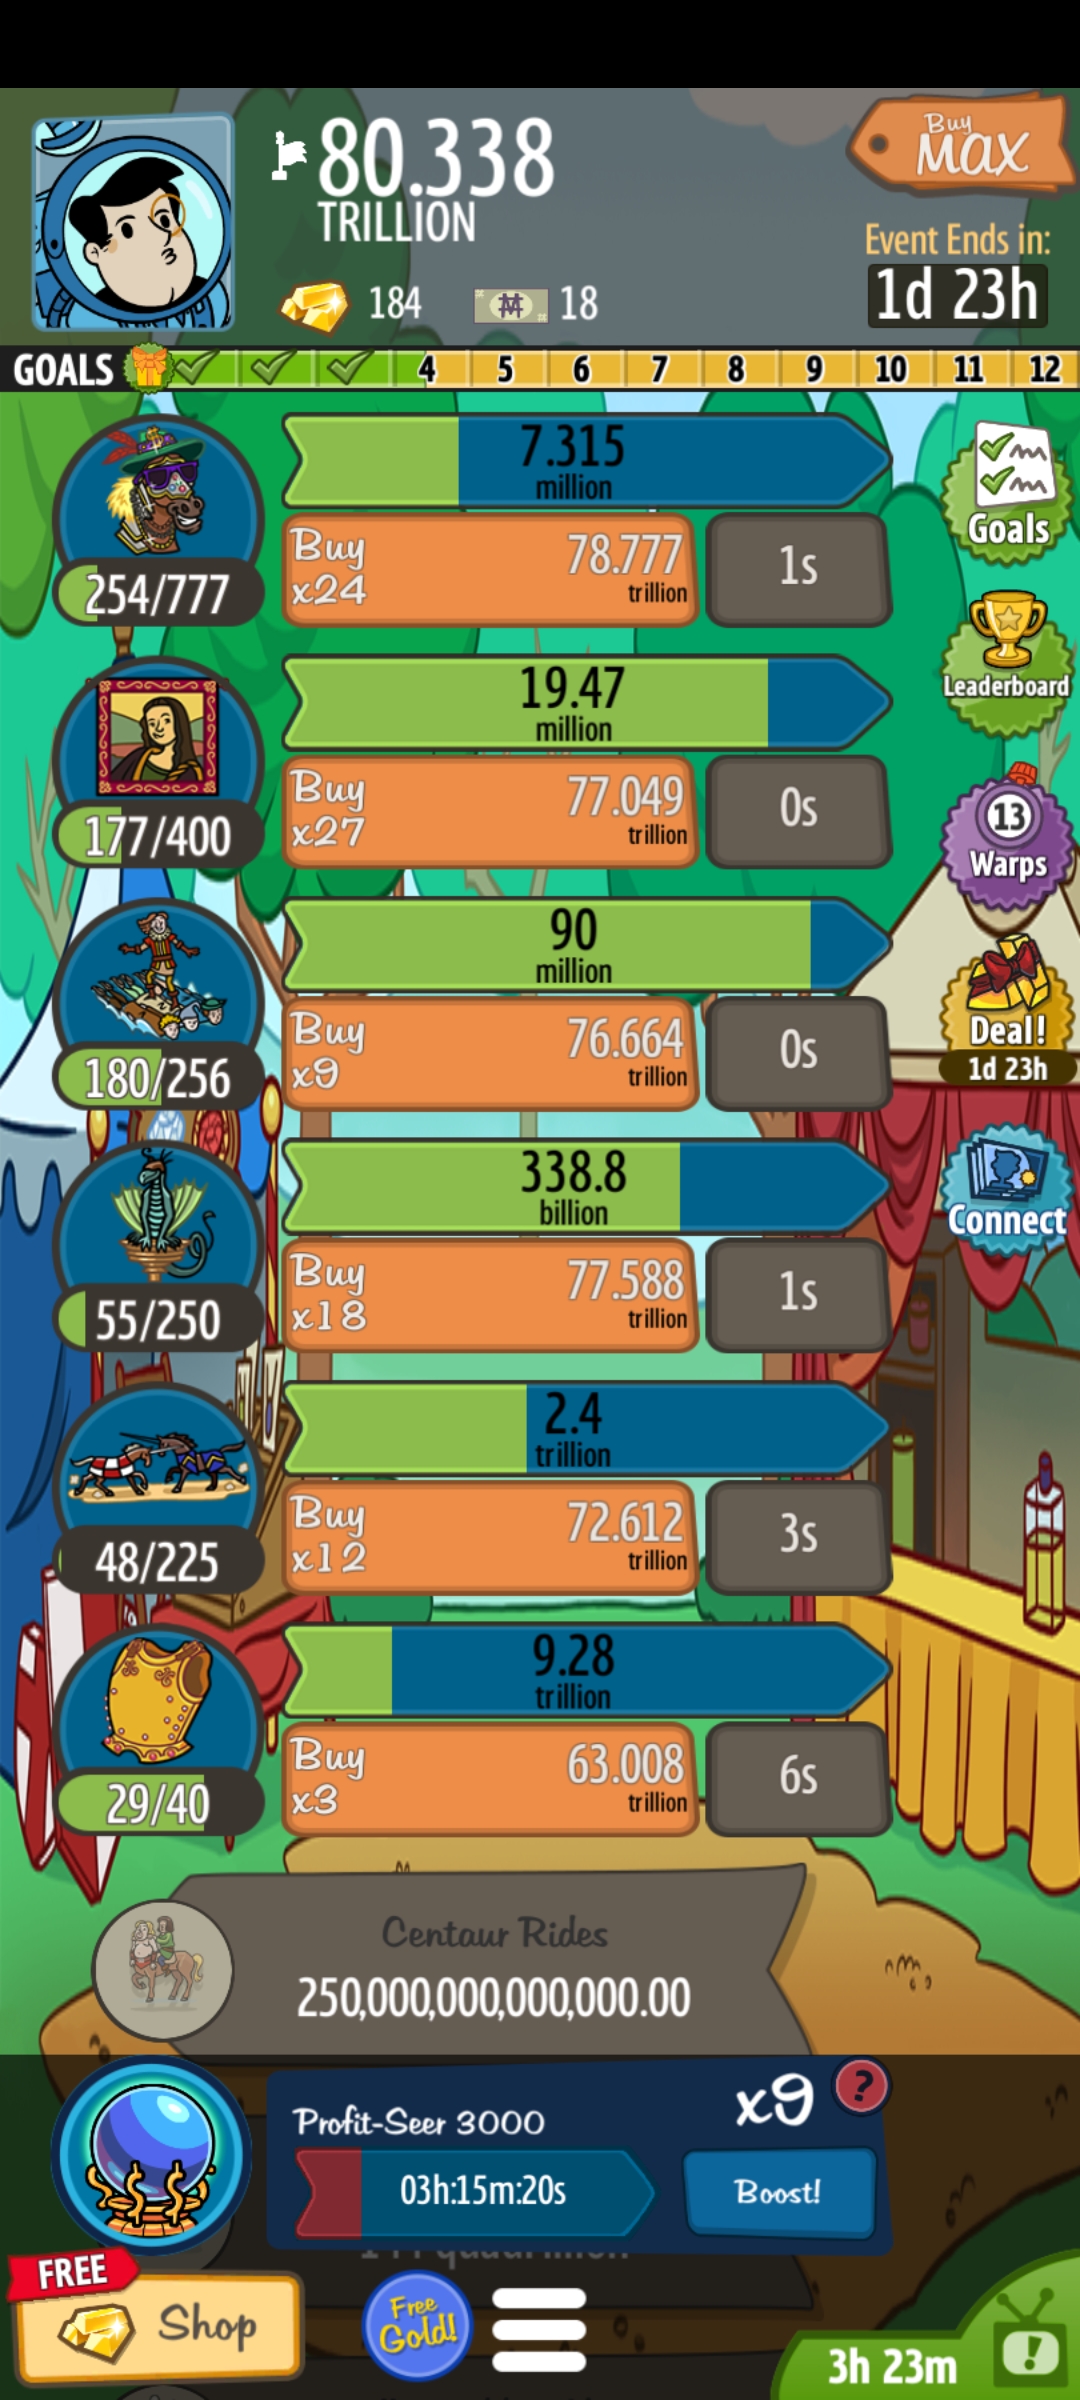 80.338
TRILLION
184
18
Buy
MAX
Event Ends in:
1d 23h
GOALS 4 5 6 7 8 9 10 11 12
7.315
million
254/777
Buy
x24
78.777
trillion
1s
Goals
19.47
million
177/400
Buy
x27
77.049
trillion
0s
Leaderboard
90
million
180/256
Buy
x9
76.664
trillion
0s
13
Warps
Deal!
1d 23h
338.8
billion
55/250
Buy
x18
77.588
trillion
1s
Connect
2.4
trillion
48/225
Buy
x12
72.612
trillion
3s
9.28
trillion
29/40
Buy
x3
63.008
trillion
6s
Centaur Rides
250,000,000,000,000.00
Profit-Seer 3000
x9
?
03h:15m:20s
Boost!
FREE
Shop
Free
Gold!
3h 23m
!